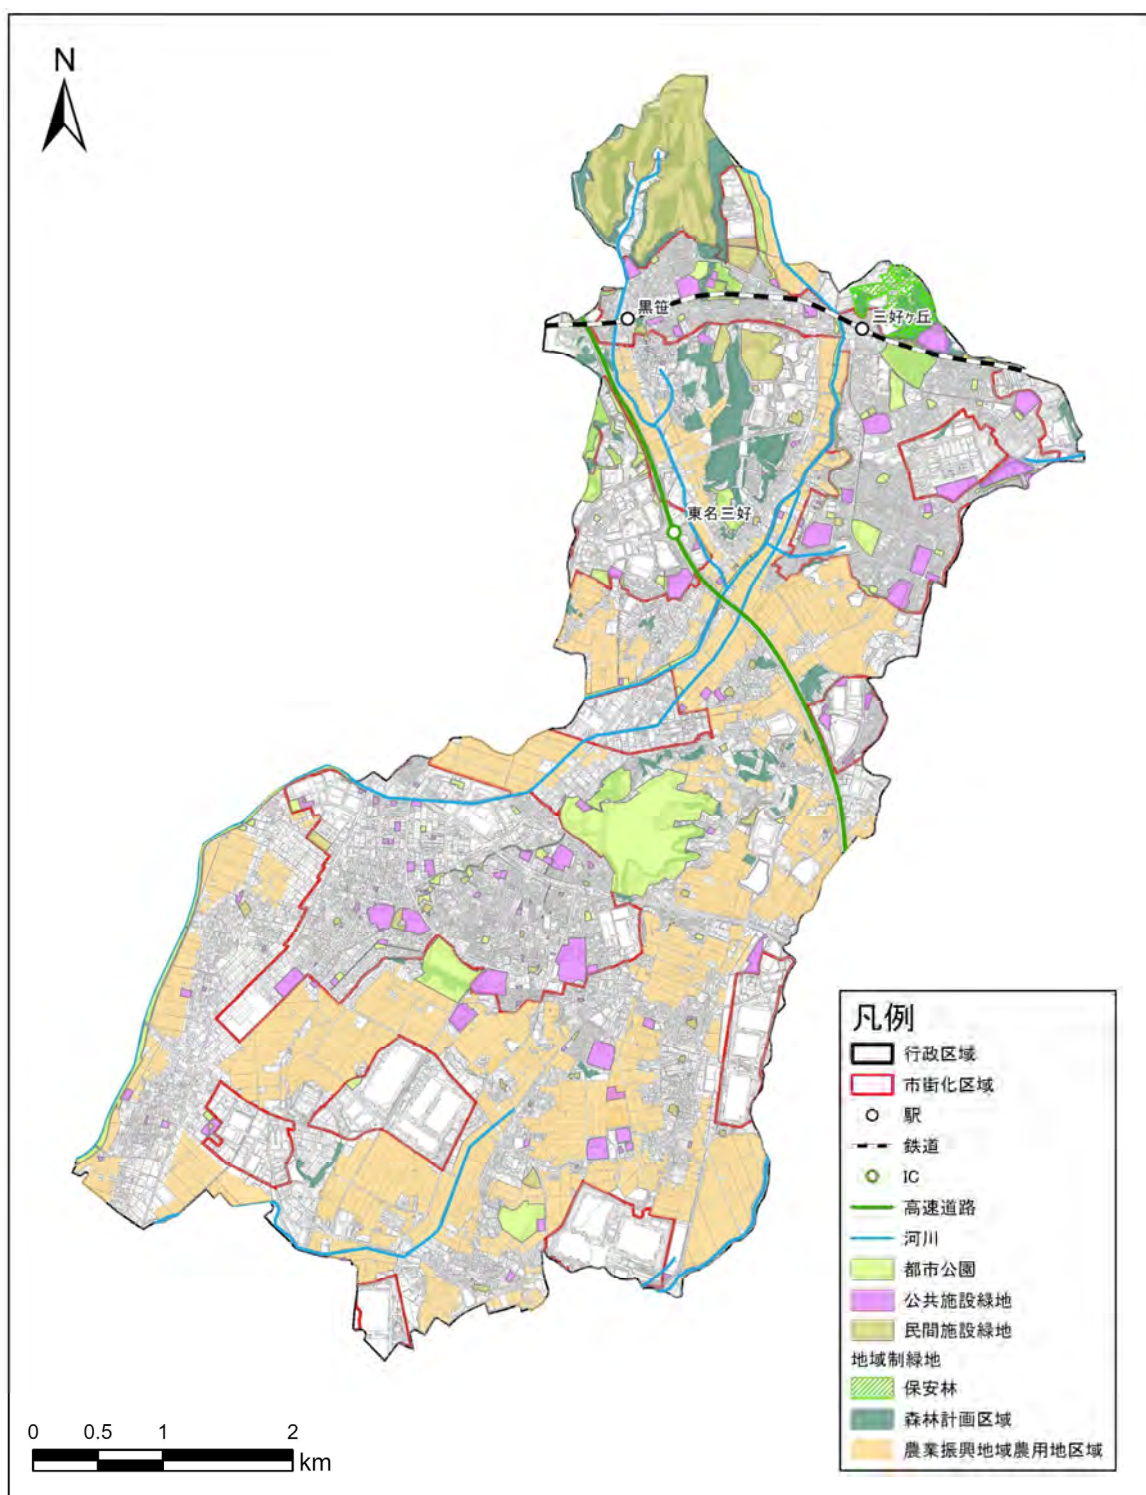 N
黒笹
三好ヶ丘
東名三好
凡例
行政区域
市街化区域
駅
鉄道
IC
高速道路
河川
都市公園
公共施設緑地
民間施設緑地
地域制緑地
保安林
森林計画区域
農業振興地域農用地区域
0 0.5 1 2
km